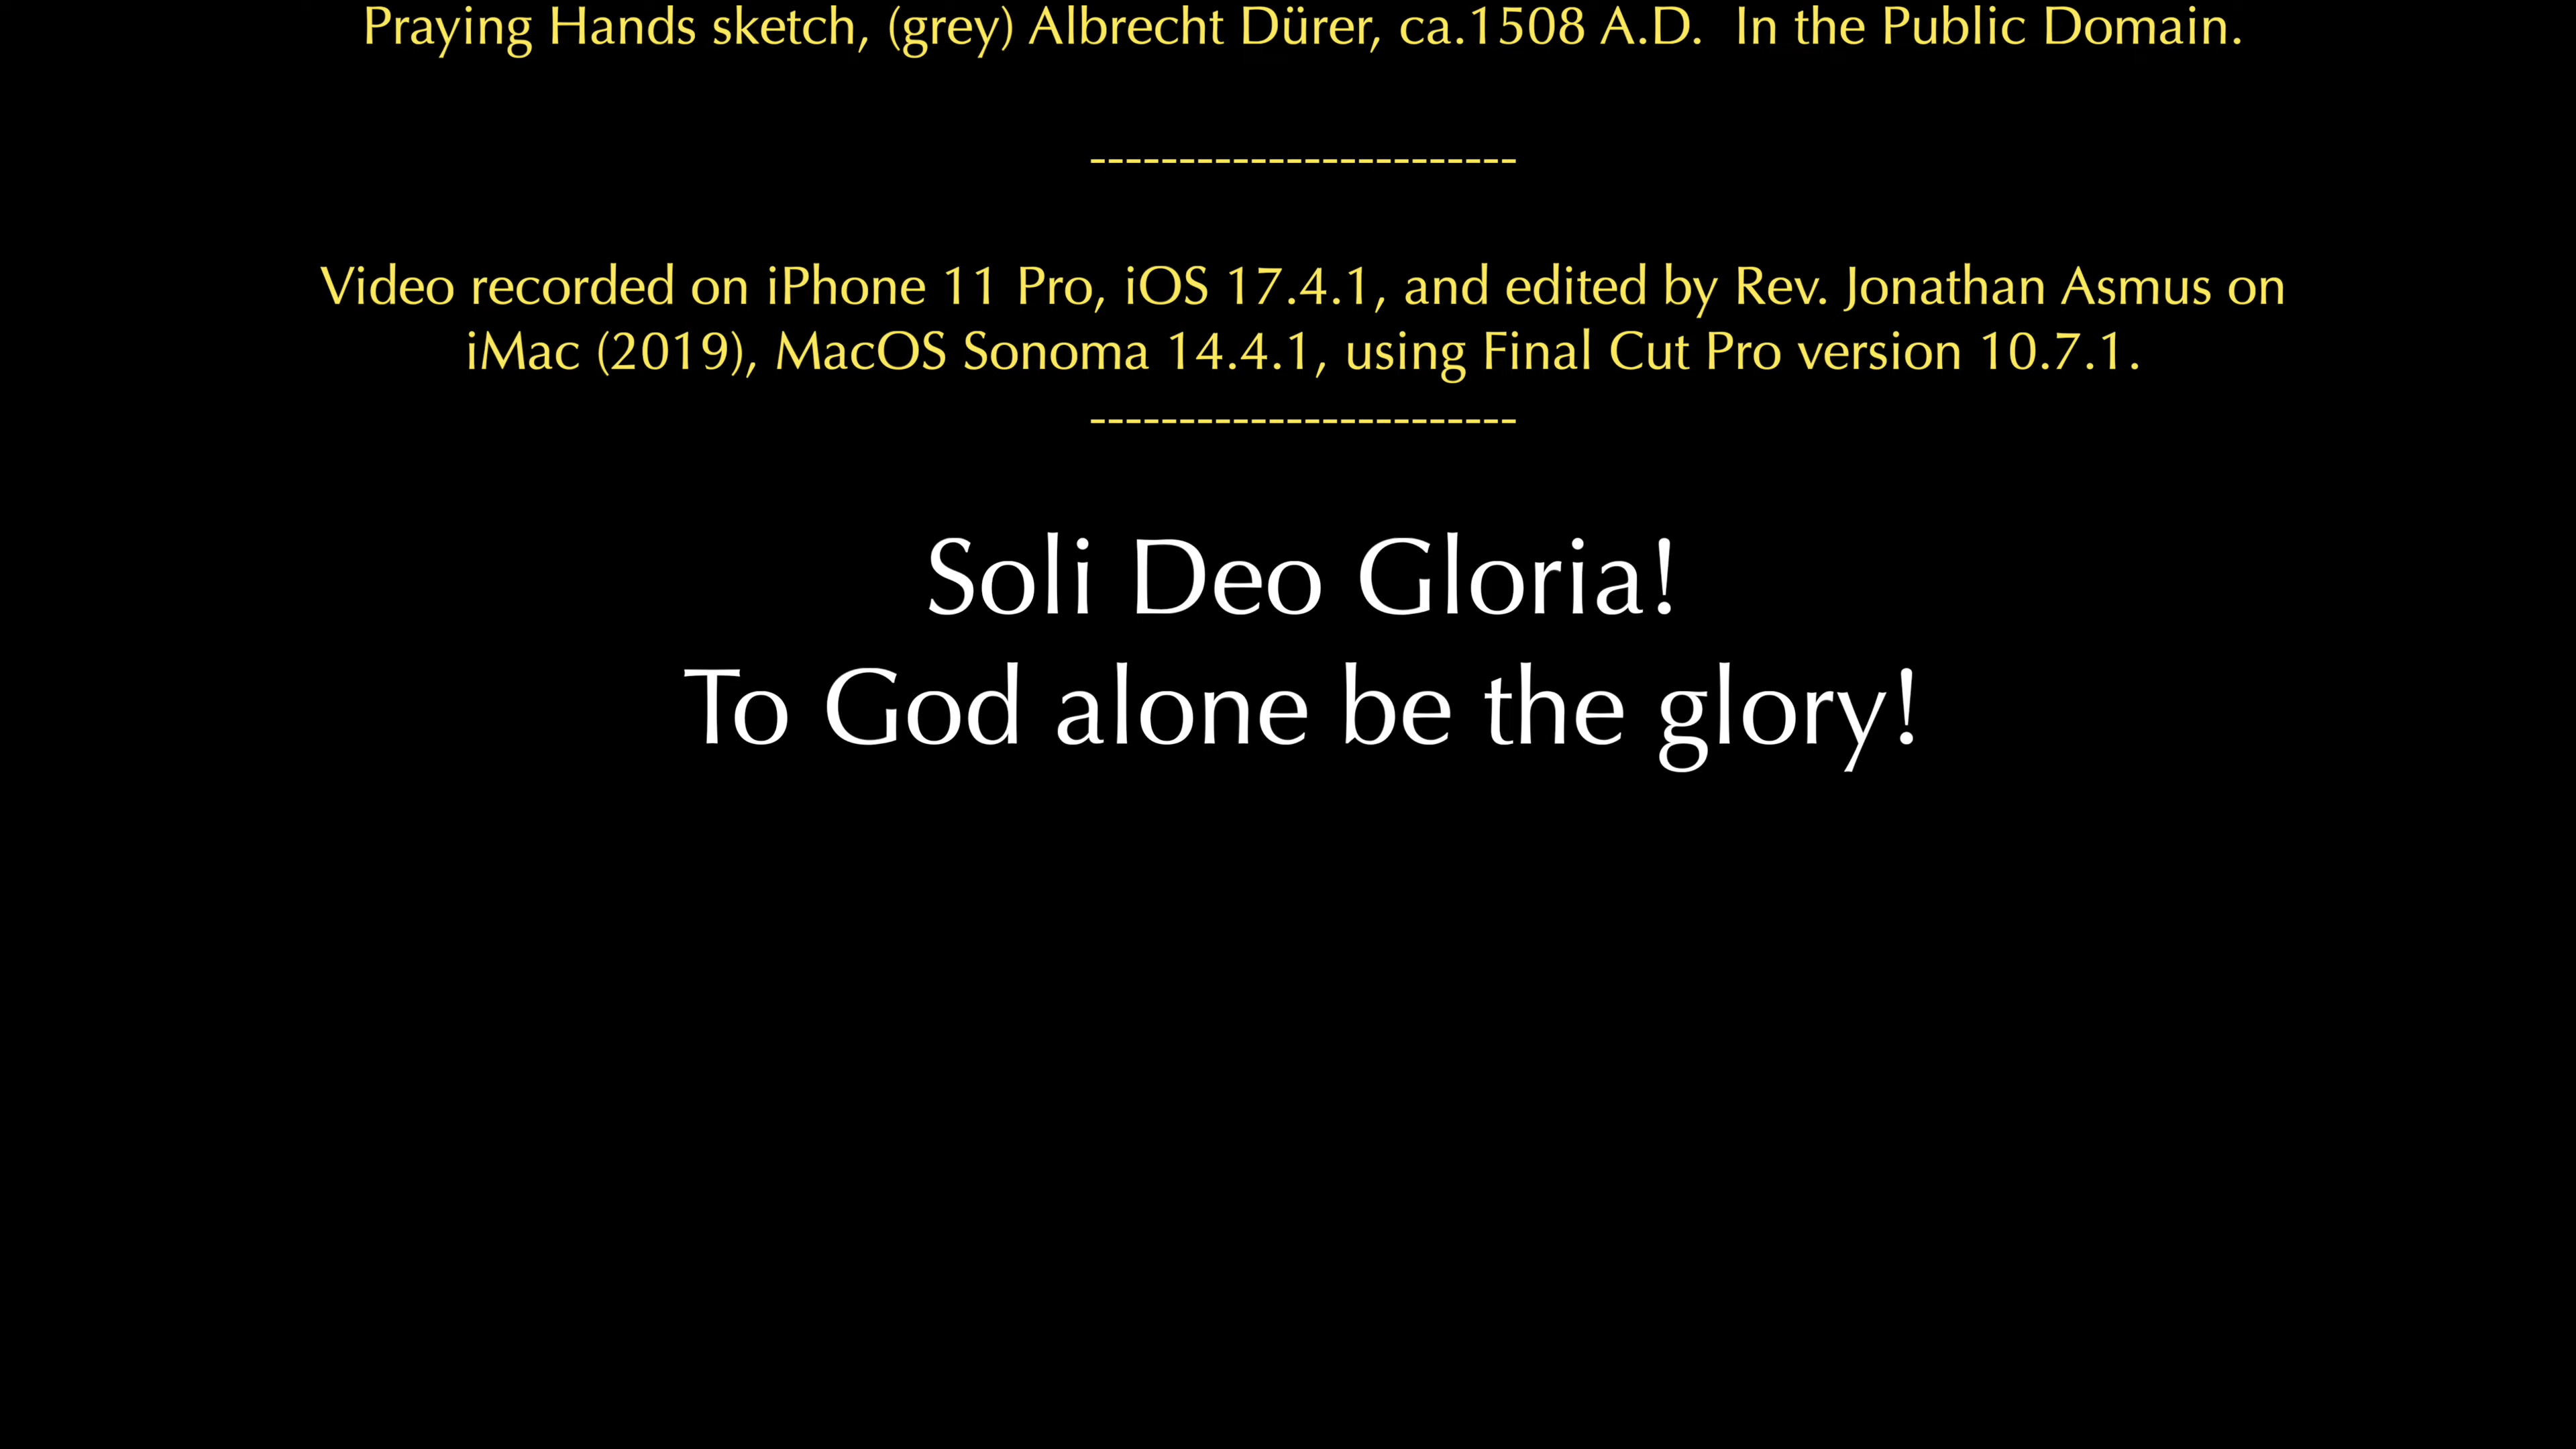 Praying Hands sketch, (grey) Albrecht Dürer, ca.1508 A.D.  In the Public Domain.
------------------------
Video recorded on iPhone 11 Pro, iOS 17.4.1, and edited by Rev. Jonathan Asmus on
iMac (2019), MacOS Sonoma 14.4.1, using Final Cut Pro version 10.7.1.
------------------------
Soli Deo Gloria!
To God alone be the glory!